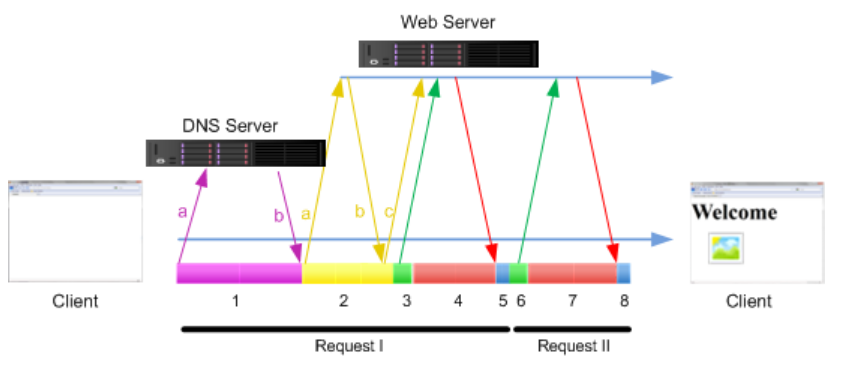 Web Server
DNS Server
a b a b c
Welcome
Client
1 2 3 4 5 6 7 8
Client
Request I
Request II